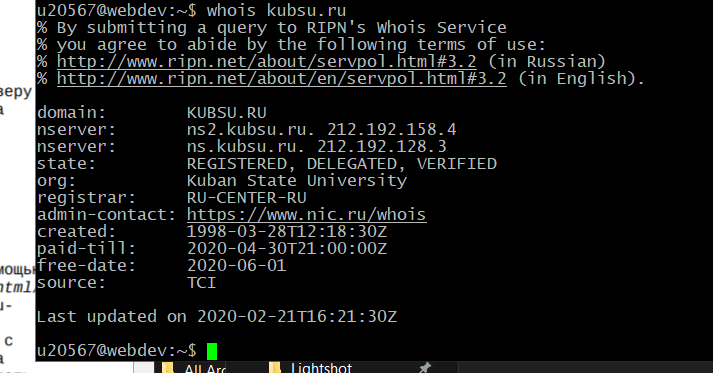 u20567@webdev:~$ whois kubsu.ru
% By submitting a query to RIPN's Whois Service
% you agree to abide by the following terms of use:
% http://www.ripn.net/about/servpol.html#3.2 (in Russian)
% http://www.ripn.net/about/en/servpol.html#3.2 (in English).
domain: KUBSU.RU
nserver: ns2.kubsu.ru. 212.192.158.4
nserver: ns.kubsu.ru. 212.192.128.3
state: REGISTERED, DELEGATED, VERIFIED
org: Kuban State University
registrar: RU-CENTER-RU
admin-contact: https://www.nic.ru/whois
created: 1998-03-28T12:18:30Z
paid-till: 2020-04-30T21:00:00Z
free-date: 2020-06-01
source: TCI
Last updated on 2020-02-21T16:21:30Z
u20567@webdev:~$
Lightshot